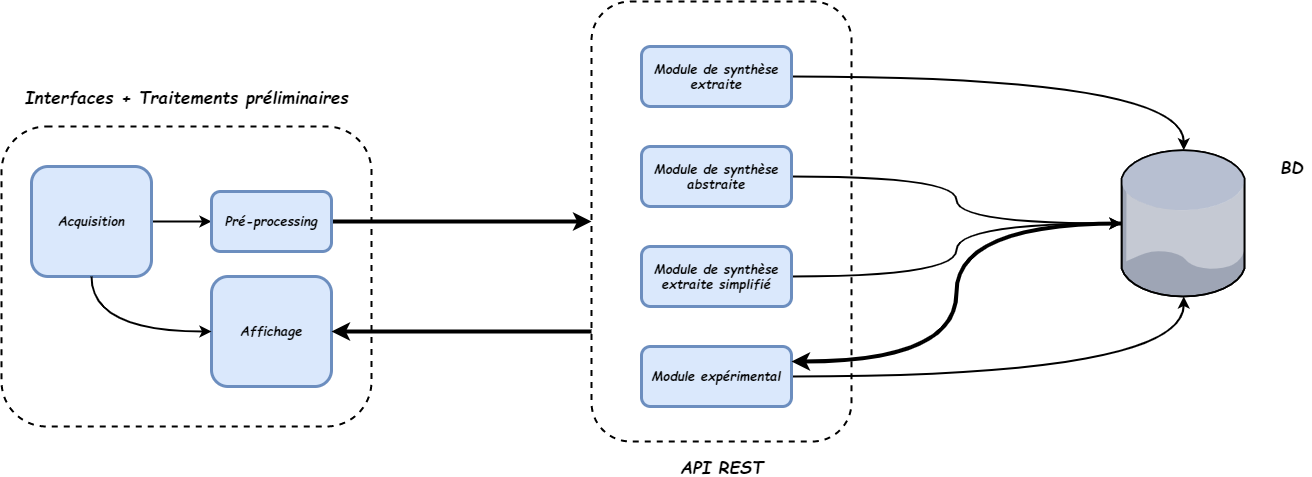 Interfaces + Traitements préliminaires
Acquisition
Pré-processing
Affichage
Module de synthèse
extraite
Module de synthèse
abstraite
Module de synthèse
extraite simplifié
Module expérimental
API REST
BD